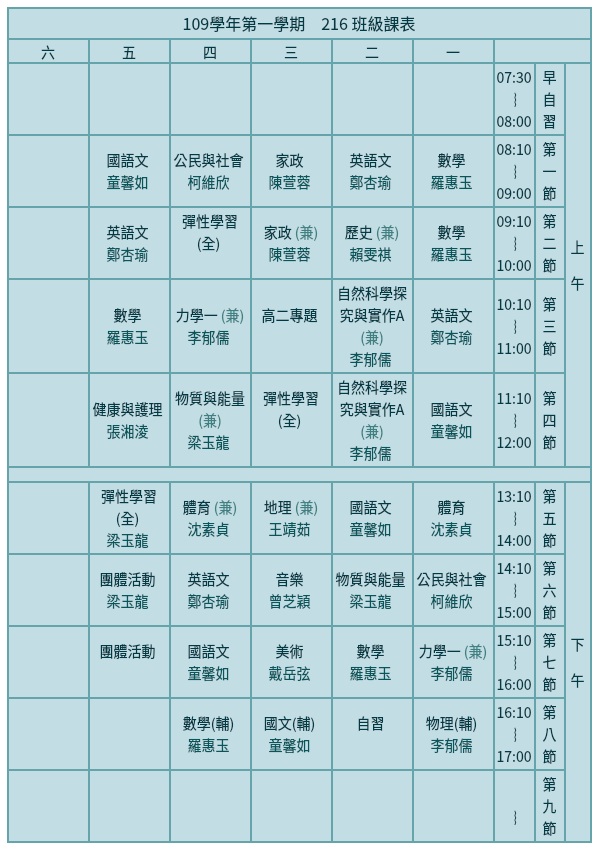 109學年第一學期 216 班級課表
六 五 四 三 二 一
07:30
︴
08:00
早
自
習
上
午
國語文
童馨如
公民與社會
柯維欣
家政
陳萱蓉
英語文
鄭杏瑜
數學
羅惠玉
08:10
︴
09:00
第
一
節
英語文
鄭杏瑜
彈性學習
(全)
家政 (兼)
陳萱蓉
歷史 (兼)
賴雯祺
數學
羅惠玉
09:10
︴
10:00
第
二
節
數學
羅惠玉
力學一 (兼)
李郁儒
高二專題
自然科學探
究與實作A
(兼)
李郁儒
英語文
鄭杏瑜
10:10
︴
11:00
第
三
節
健康與護理
張湘淩
物質與能量
(兼)
梁玉龍
彈性學習
(全)
自然科學探
究與實作A
(兼)
李郁儒
國語文
童馨如
11:10
︴
12:00
第
四
節
彈性學習
(全)
梁玉龍
體育 (兼)
沈素貞
地理 (兼)
王靖茹
國語文
童馨如
體育
沈素貞
13:10
︴
14:00
第
五
節
下
午
團體活動
梁玉龍
英語文
鄭杏瑜
音樂
曾芝穎
物質與能量
梁玉龍
公民與社會
柯維欣
14:10
︴
15:00
第
六
節
團體活動
國語文
童馨如
美術
戴岳弦
數學
羅惠玉
力學一 (兼)
李郁儒
15:10
︴
16:00
第
七
節
數學(輔)
羅惠玉
國文(輔)
童馨如
自習
物理(輔)
李郁儒
16:10
︴
17:00
第
八
節
︴
第
九
節